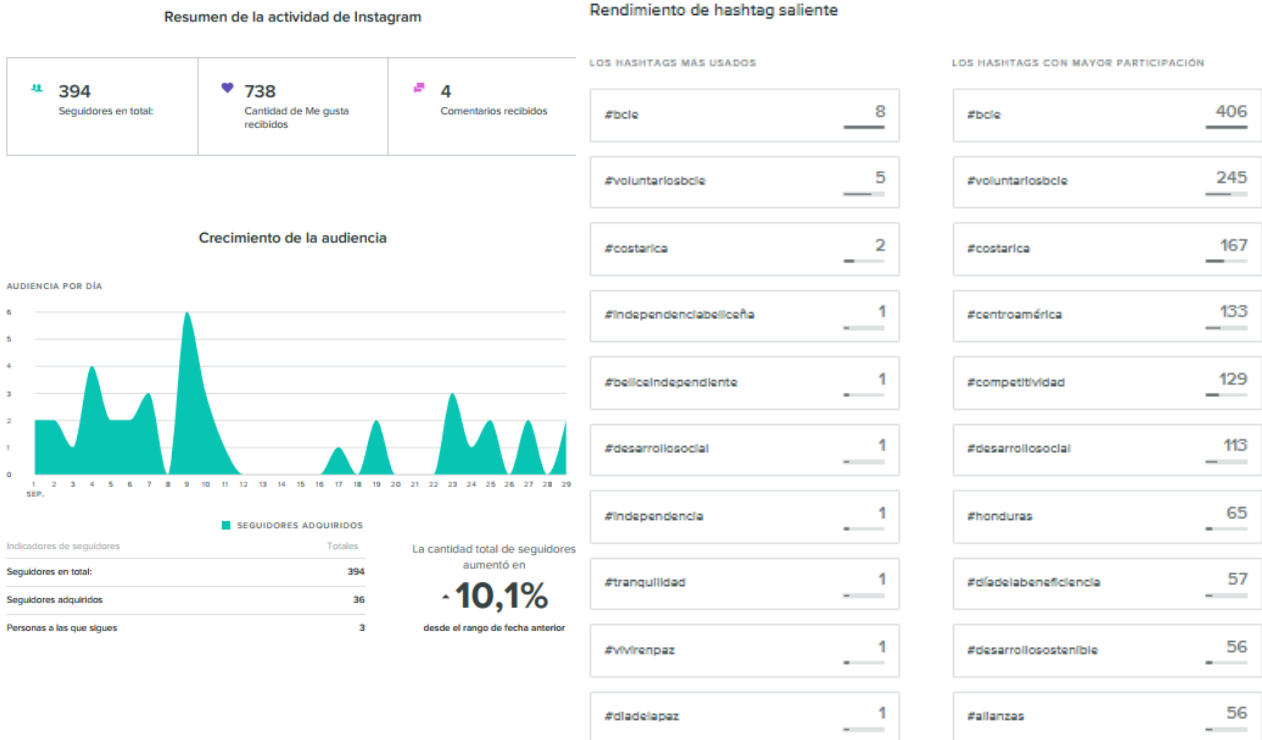 Resumen de la actividad de Instagram
394
Seguidores en total:
738
Cantidad de Me gusta
recibidos
4
Comentarios recibidos
Crecimiento de la audiencia
AUDIENCIA POR DÍA
6
5
4
3
2
1
0
1 2 3 4 5 6 7 8 9 10 11 12 13 14 15 16 17 18 19 20 21 22 23 24 25 26 27 28 29
SEP.
SEGUIDORES ADQUIRIDOS
Indicadores de seguidores Totales
Seguidores en total: 394
Seguidores adquiridos 36
Personas a las que sigues 3
La cantidad total de seguidores
aumentó en
10,1%
desde el rango de fecha anterior
Rendimiento de hashtag saliente
LOS HASHTAGS MÁS USADOS
#bcie 8
#voluntariosbcie 5
#costarica 2
#independenciabeliceña 1
#beliceindependiente 1
#desarrollosocial 1
#independencia 1
#tranquilidad 1
#vivirenpaz 1
#diadelapaz 1
LOS HASHTAGS CON MAYOR PARTICIPACIÓN
#bcie 406
#voluntariosbcie 245
#costarica 167
#centroamérica 133
#competitividad 129
#desarrollosocial 113
#honduras 65
#díadelabeneficiencia 57
#desarrollosostenible 56
#alianzas 56